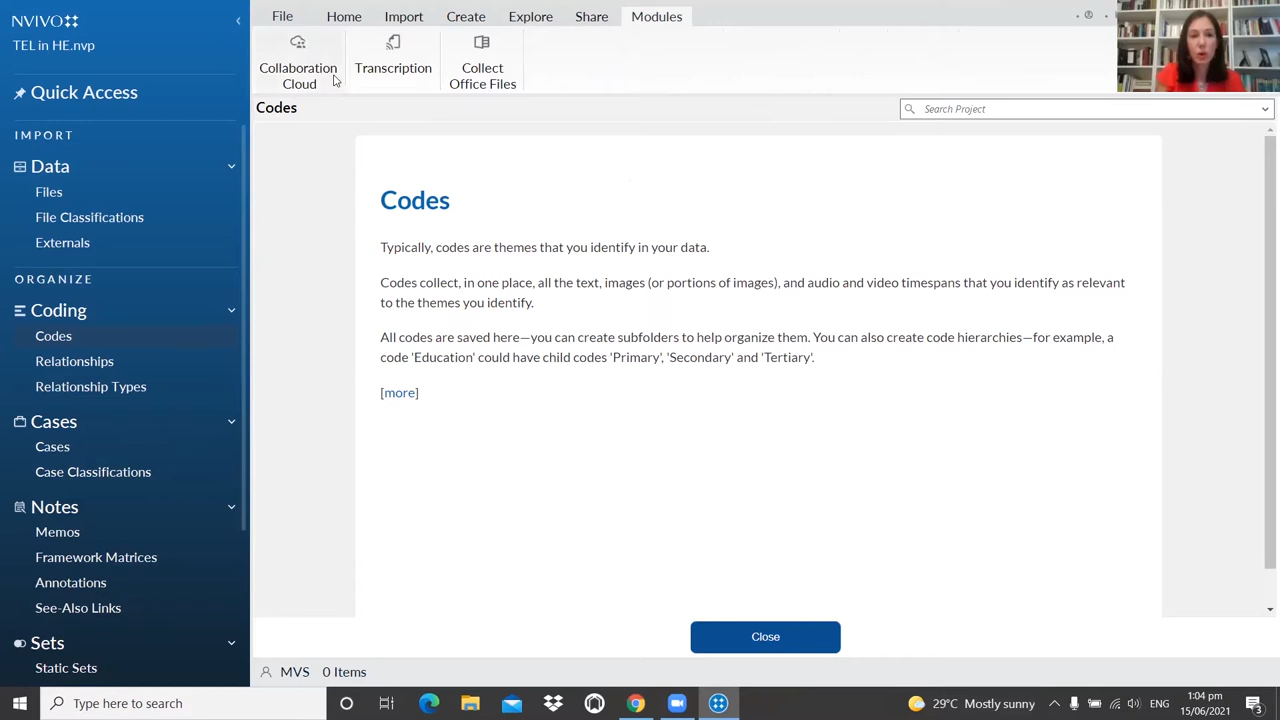 NVIVO
TEL in HE.nvp
Quick Access
IMPORT
Data
Files
File Classifications
Externals
ORGANIZE
Coding
Codes
Relationships
Relationship Types
Cases
Cases
Case Classifications
Notes
Memos
Framework Matrices
Annotations
See-Also Links
Sets
Static Sets
File Home Import Create Explore Share Modules
Collaboration Cloud
Transcription
Collect Office Files
Codes
Search Project
Codes
Typically, codes are themes that you identify in your data.
Codes collect, in one place, all the text, images (or portions of images), and audio and video timespans that you identify as relevant
to the themes you identify.
All codes are saved here—you can create subfolders to help organize them. You can also create code hierarchies—for example, a
code 'Education' could have child codes 'Primary', 'Secondary' and 'Tertiary'.
[more]
Close
MVS 0 Items
Type here to search
29°C Mostly sunny
ENG
1:04 pm
15/06/2021
3